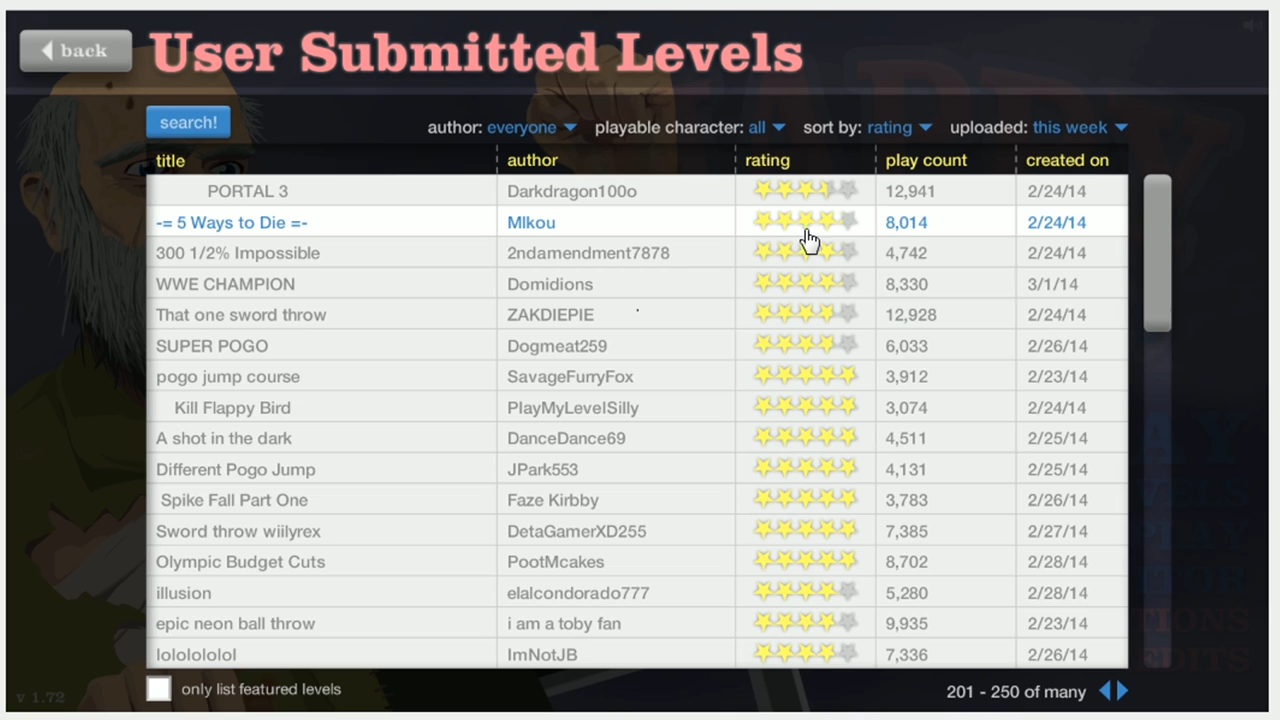 back
User Submitted Levels
search!
author: everyone playable character: all sort by: rating uploaded: this week
title author rating play count created on
PORTAL 3 Darkdragon100o 12,941 2/24/14
-= 5 Ways to Die =- Mlkou 8,014 2/24/14
300 1/2% Impossible 2ndamendment7878 4,742 2/24/14
WWE CHAMPION Domidions 8,330 3/1/14
That one sword throw ZAKDIEPIE 12,928 2/24/14
SUPER POGO Dogmeat259 6,033 2/26/14
pogo jump course SavageFurryFox 3,912 2/23/14
Kill Flappy Bird PlayMyLevelSilly 3,074 2/24/14
A shot in the dark DanceDance69 4,511 2/25/14
Different Pogo Jump JPark553 4,131 2/25/14
Spike Fall Part One Faze Kirbby 3,783 2/26/14
Sword throw wiilyrex DetaGamerXD255 7,385 2/27/14
Olympic Budget Cuts PootMcakes 8,702 2/28/14
illusion elalcondorado777 5,280 2/28/14
epic neon ball throw i am a toby fan 9,935 2/23/14
lolololololol ImNotJB 7,336 2/26/14
only list featured levels 201 - 250 of many
v 1.72